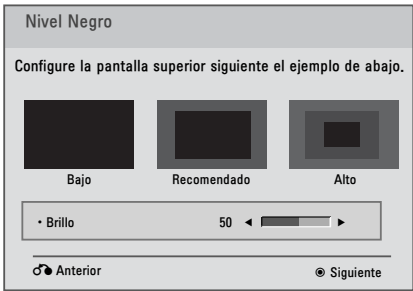 Nivel Negro
Configure la pantalla superior siguiente el ejemplo de abajo.
Bajo Recomendado Alto
• Brillo 50 ◄ ►
Anterior ◉ Siguiente